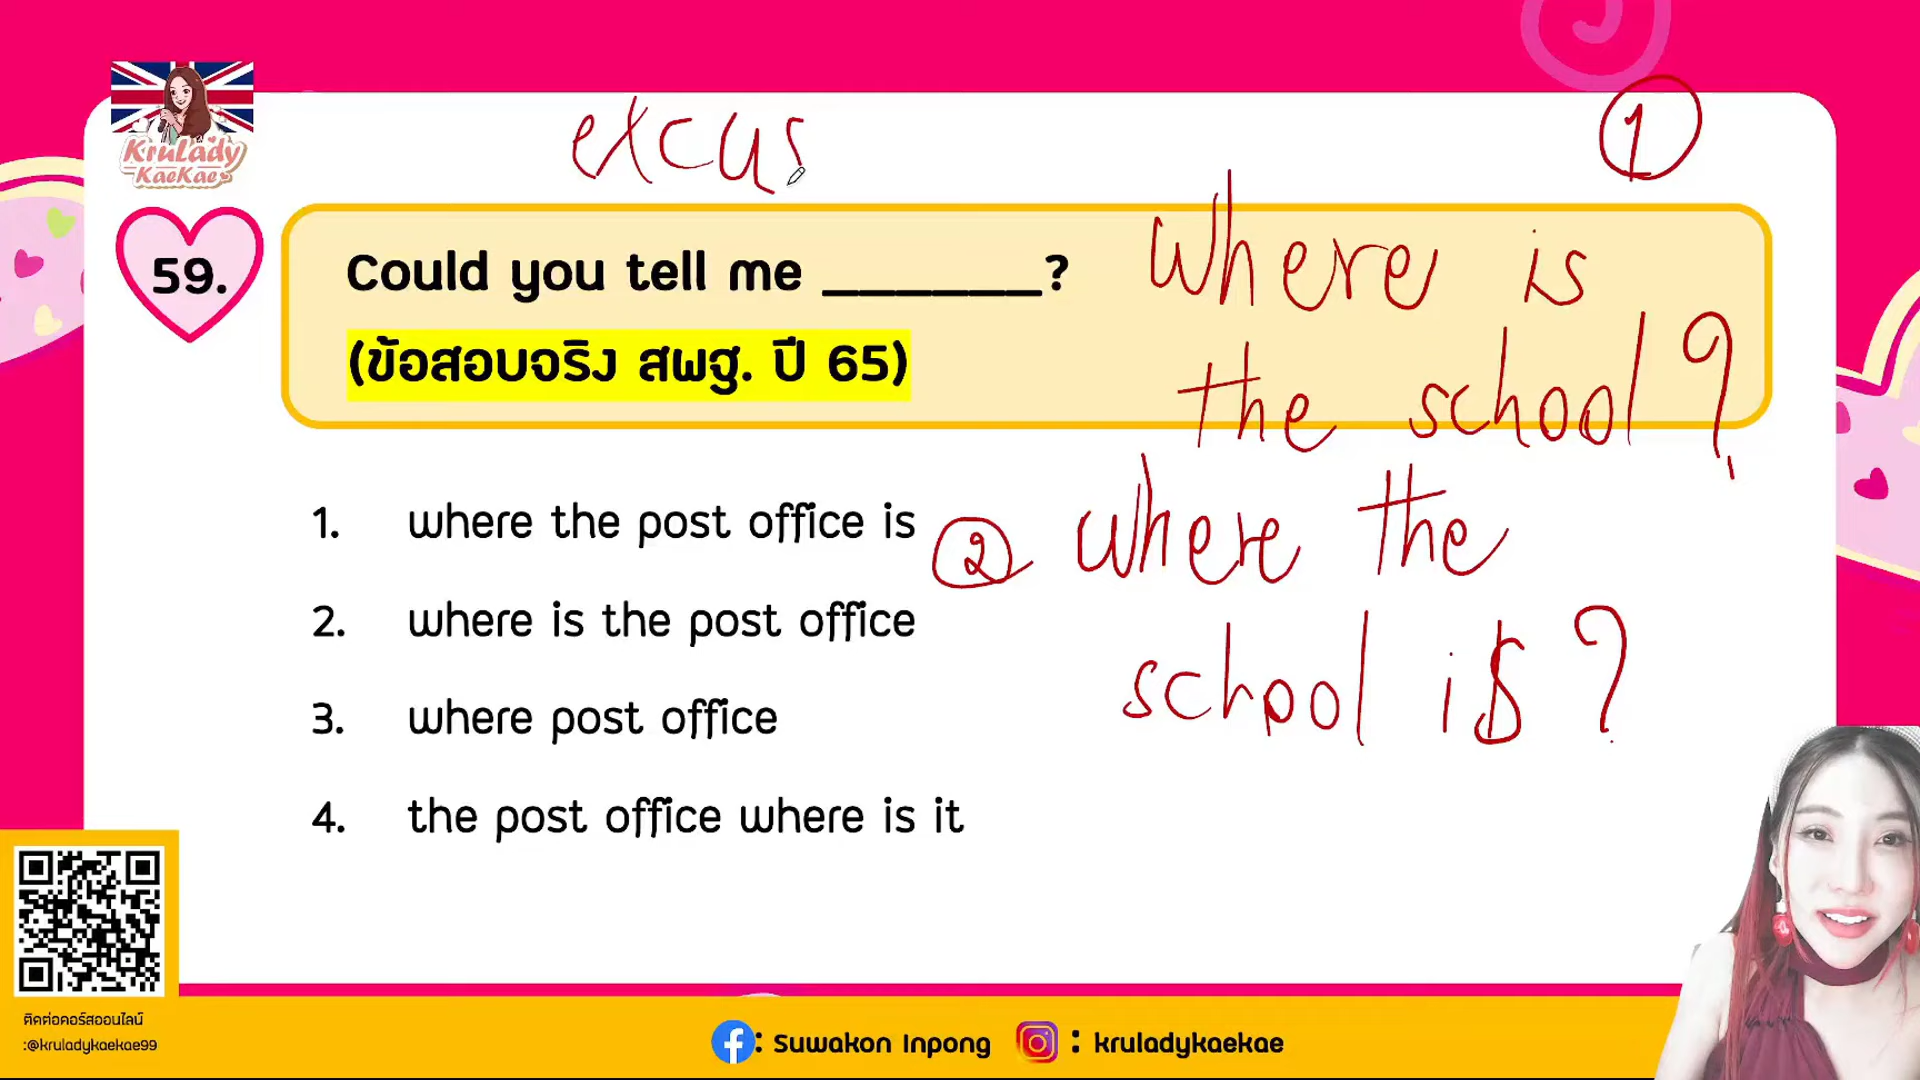 KruLady
KaeKae
excus
1
59.
Could you tell me ______?
(ข้อสอบจริง สพฐ. ปี 65)
where is
the school?
1. where the post office is
2. where is the post office
3. where post office
4. the post office where is it
2 where the
school is?
ติดต่อคอร์สออนไลน์
:@kruladykaekae99
: Suwakon Inpong
: kruladykaekae